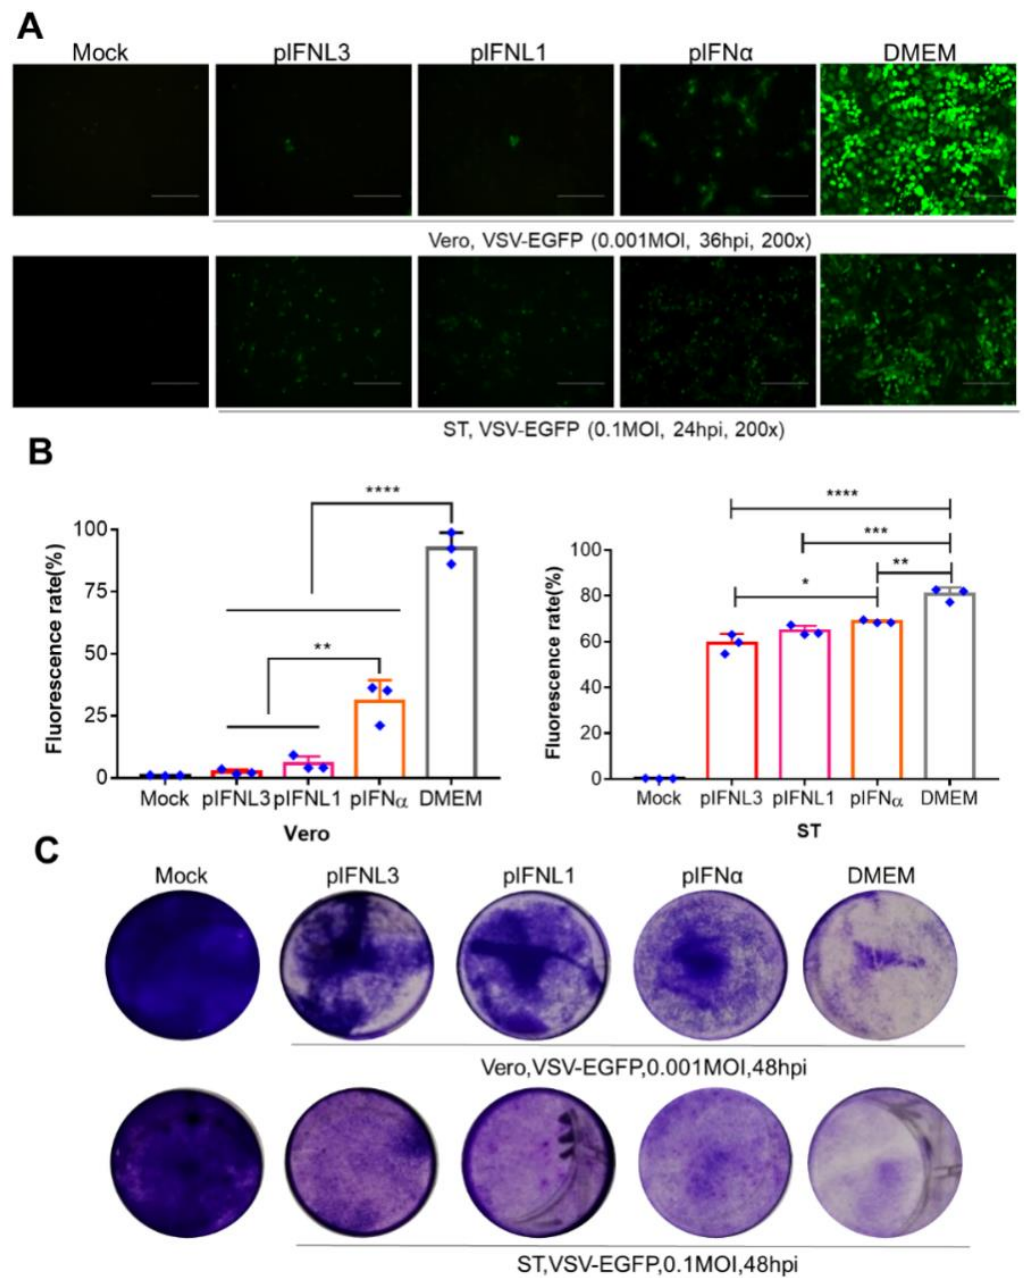 A
Mock pIFNL3 pIFNL1 pIFNα DMEM
Vero, VSV-EGFP (0.001MOI, 36hpi, 200x)
ST, VSV-EGFP (0.1MOI, 24hpi, 200x)
B
Fluorescence rate(%)
100
75
50
25
0
****
**
Mock pIFNL3 pIFNL1 pIFNα DMEM
Vero
Fluorescence rate(%)
100
80
60
40
20
0
****
***
**
*
Mock pIFNL3 pIFNL1 pIFNα DMEM
ST
C
Mock pIFNL3 pIFNL1 pIFNα DMEM
Vero,VSV-EGFP,0.001MOI,48hpi
ST,VSV-EGFP,0.1MOI,48hpi